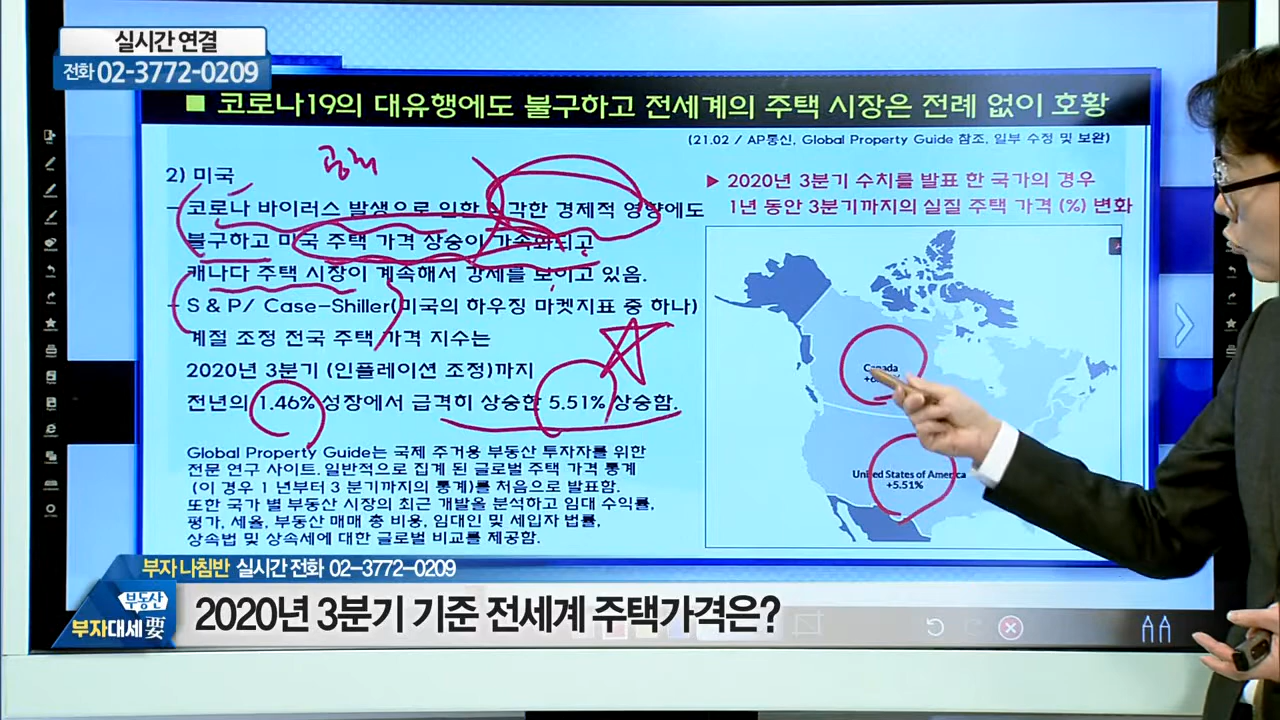 실시간 연결
전화 02-3772-0209
■ 코로나19의 대유행에도 불구하고 전세계의 주택 시장은 전례 없이 호황
(21.02 / AP통신, Global Property Guide 참조, 일부 수정 및 보완)
2) 미국
- 코로나 바이러스 발생으로 인한 각한 경제적 영향에도
불구하고 미국 주택 가격 상승이 가속화되고
캐나다 주택 시장이 계속해서 강세를 보이고 있음.
- S & P/ Case-Shiller(미국의 하우징 마켓지표 중 하나)
계절 조정 전국 주택 가격 지수는
2020년 3분기 (인플레이션 조정)까지
전년의 1.46% 성장에서 급격히 상승한 5.51% 상승함.
Global Property Guide는 국제 주거용 부동산 투자자를 위한
전문 연구 사이트. 일반적으로 집계 된 글로벌 주택 가격 통계
(이 경우 1 년부터 3 분기까지의 통계)를 처음으로 발표함.
또한 국가 별 부동산 시장의 최근 개발을 분석하고 임대 수익률,
평가, 세율, 부동산 매매 총 비용, 임대인 및 세입자 법률,
상속법 및 상속세에 대한 글로벌 비교를 제공함.
▶ 2020년 3분기 수치를 발표 한 국가의 경우
1년 동안 3분기까지의 실질 주택 가격 (%) 변화
Canada
United States of America
+5.51%
부자 나침반 실시간 전화 02-3772-0209
부동산
부자대세 要
2020년 3분기 기준 전세계 주택가격은?